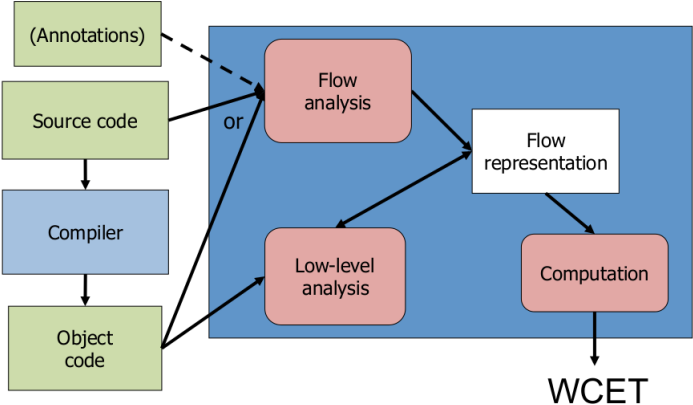 (Annotations)
Flow
analysis
Source code
or
Flow
representation
Compiler
Low-level
analysis
Computation
Object
code
WCET